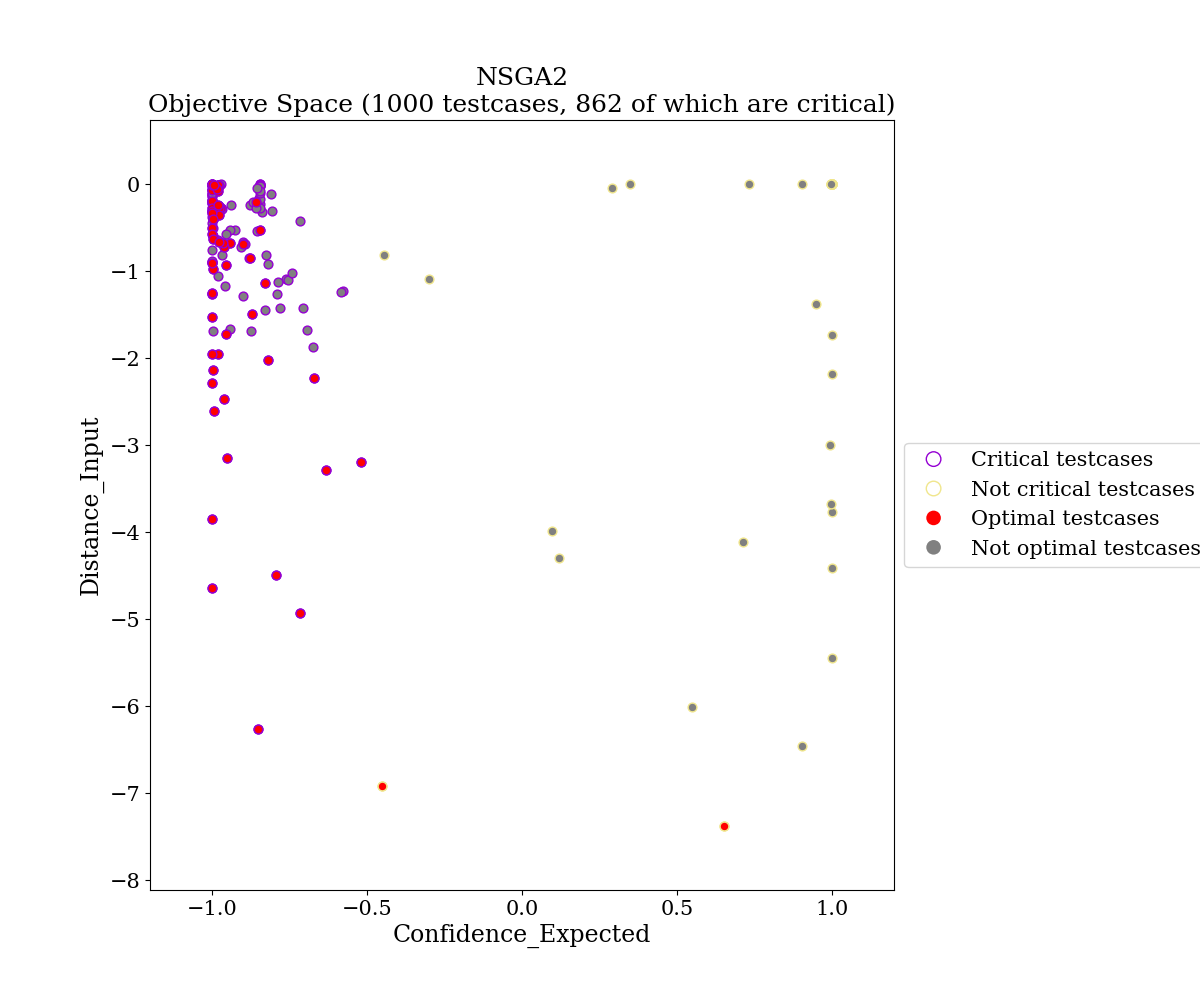 NSGA2
Objective Space (1000 testcases, 862 of which are critical)
0
−1
−2
−3
−4
−5
−6
−7
−8
Distance_Input
−1.0
−0.5
0.0
0.5
1.0
Confidence_Expected
Critical testcases
Not critical testcases
Optimal testcases
Not optimal testcases